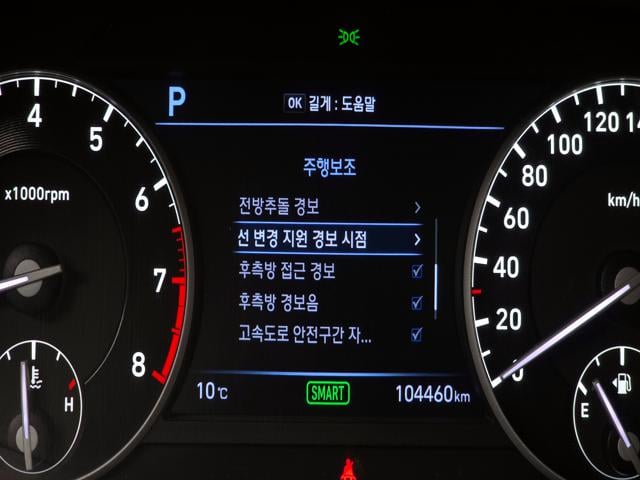 P
OK 길게 : 도움말
주행보조
전방추돌 경보
선 변경 지원 경보 시점
후측방 접근 경보
후측방 경보음
고속도로 안전구간 자...
10℃
SMART
104460km
x1000rpm
4
5
6
7
8
H
km/h
120
100
80
60
40
20
E